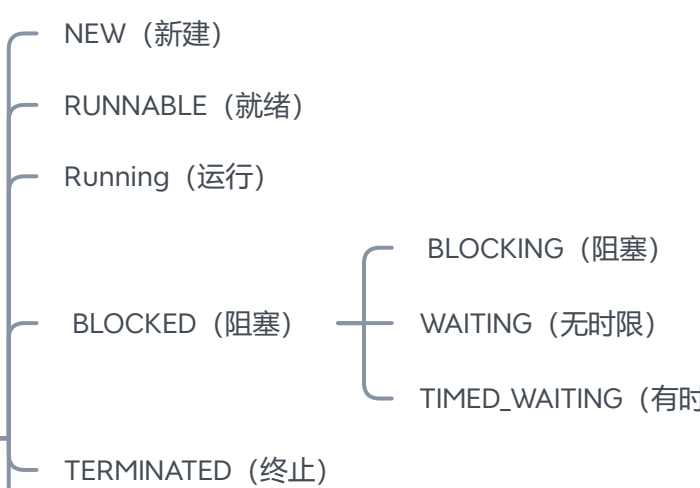 NEW（新建）
RUNNABLE（就绪）
Running（运行）
BLOCKED（阻塞）
BLOCKING（阻塞）
WAITING（无时限）
TIMED_WAITING（有时
TERMINATED（终止）